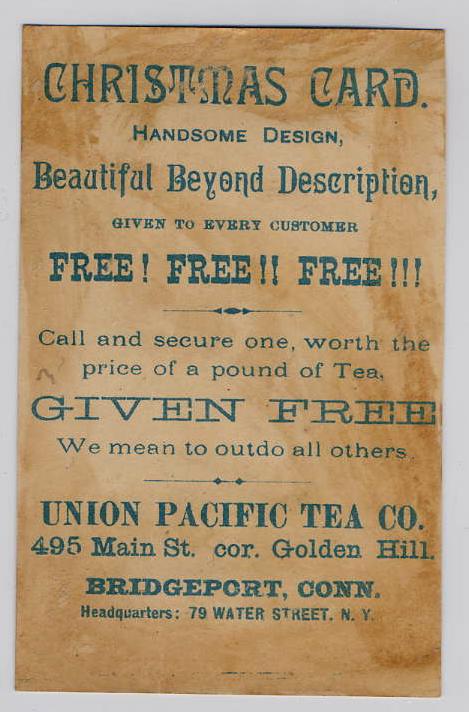 CHRISTMAS CARD.
HANDSOME DESIGN,
Beautiful Beyond Description,
GIVEN TO EVERY CUSTOMER
FREE! FREE!! FREE!!!
Call and secure one, worth the
price of a pound of Tea,
GIVEN FREE
We mean to outdo all others.
UNION PACIFIC TEA CO.
495 Main St. cor. Golden Hill.
BRIDGEPORT, CONN.
Headquarters: 79 WATER STREET. N. Y.